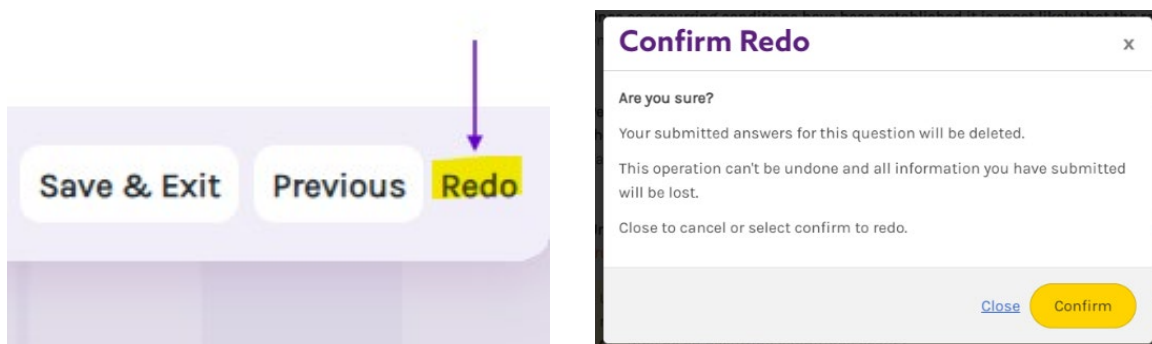 Save & Exit
Previous
Redo
Confirm Redo
x
Are you sure?
Your submitted answers for this question will be deleted.
This operation can't be undone and all information you have submitted
will be lost.
Close to cancel or select confirm to redo.
Close
Confirm